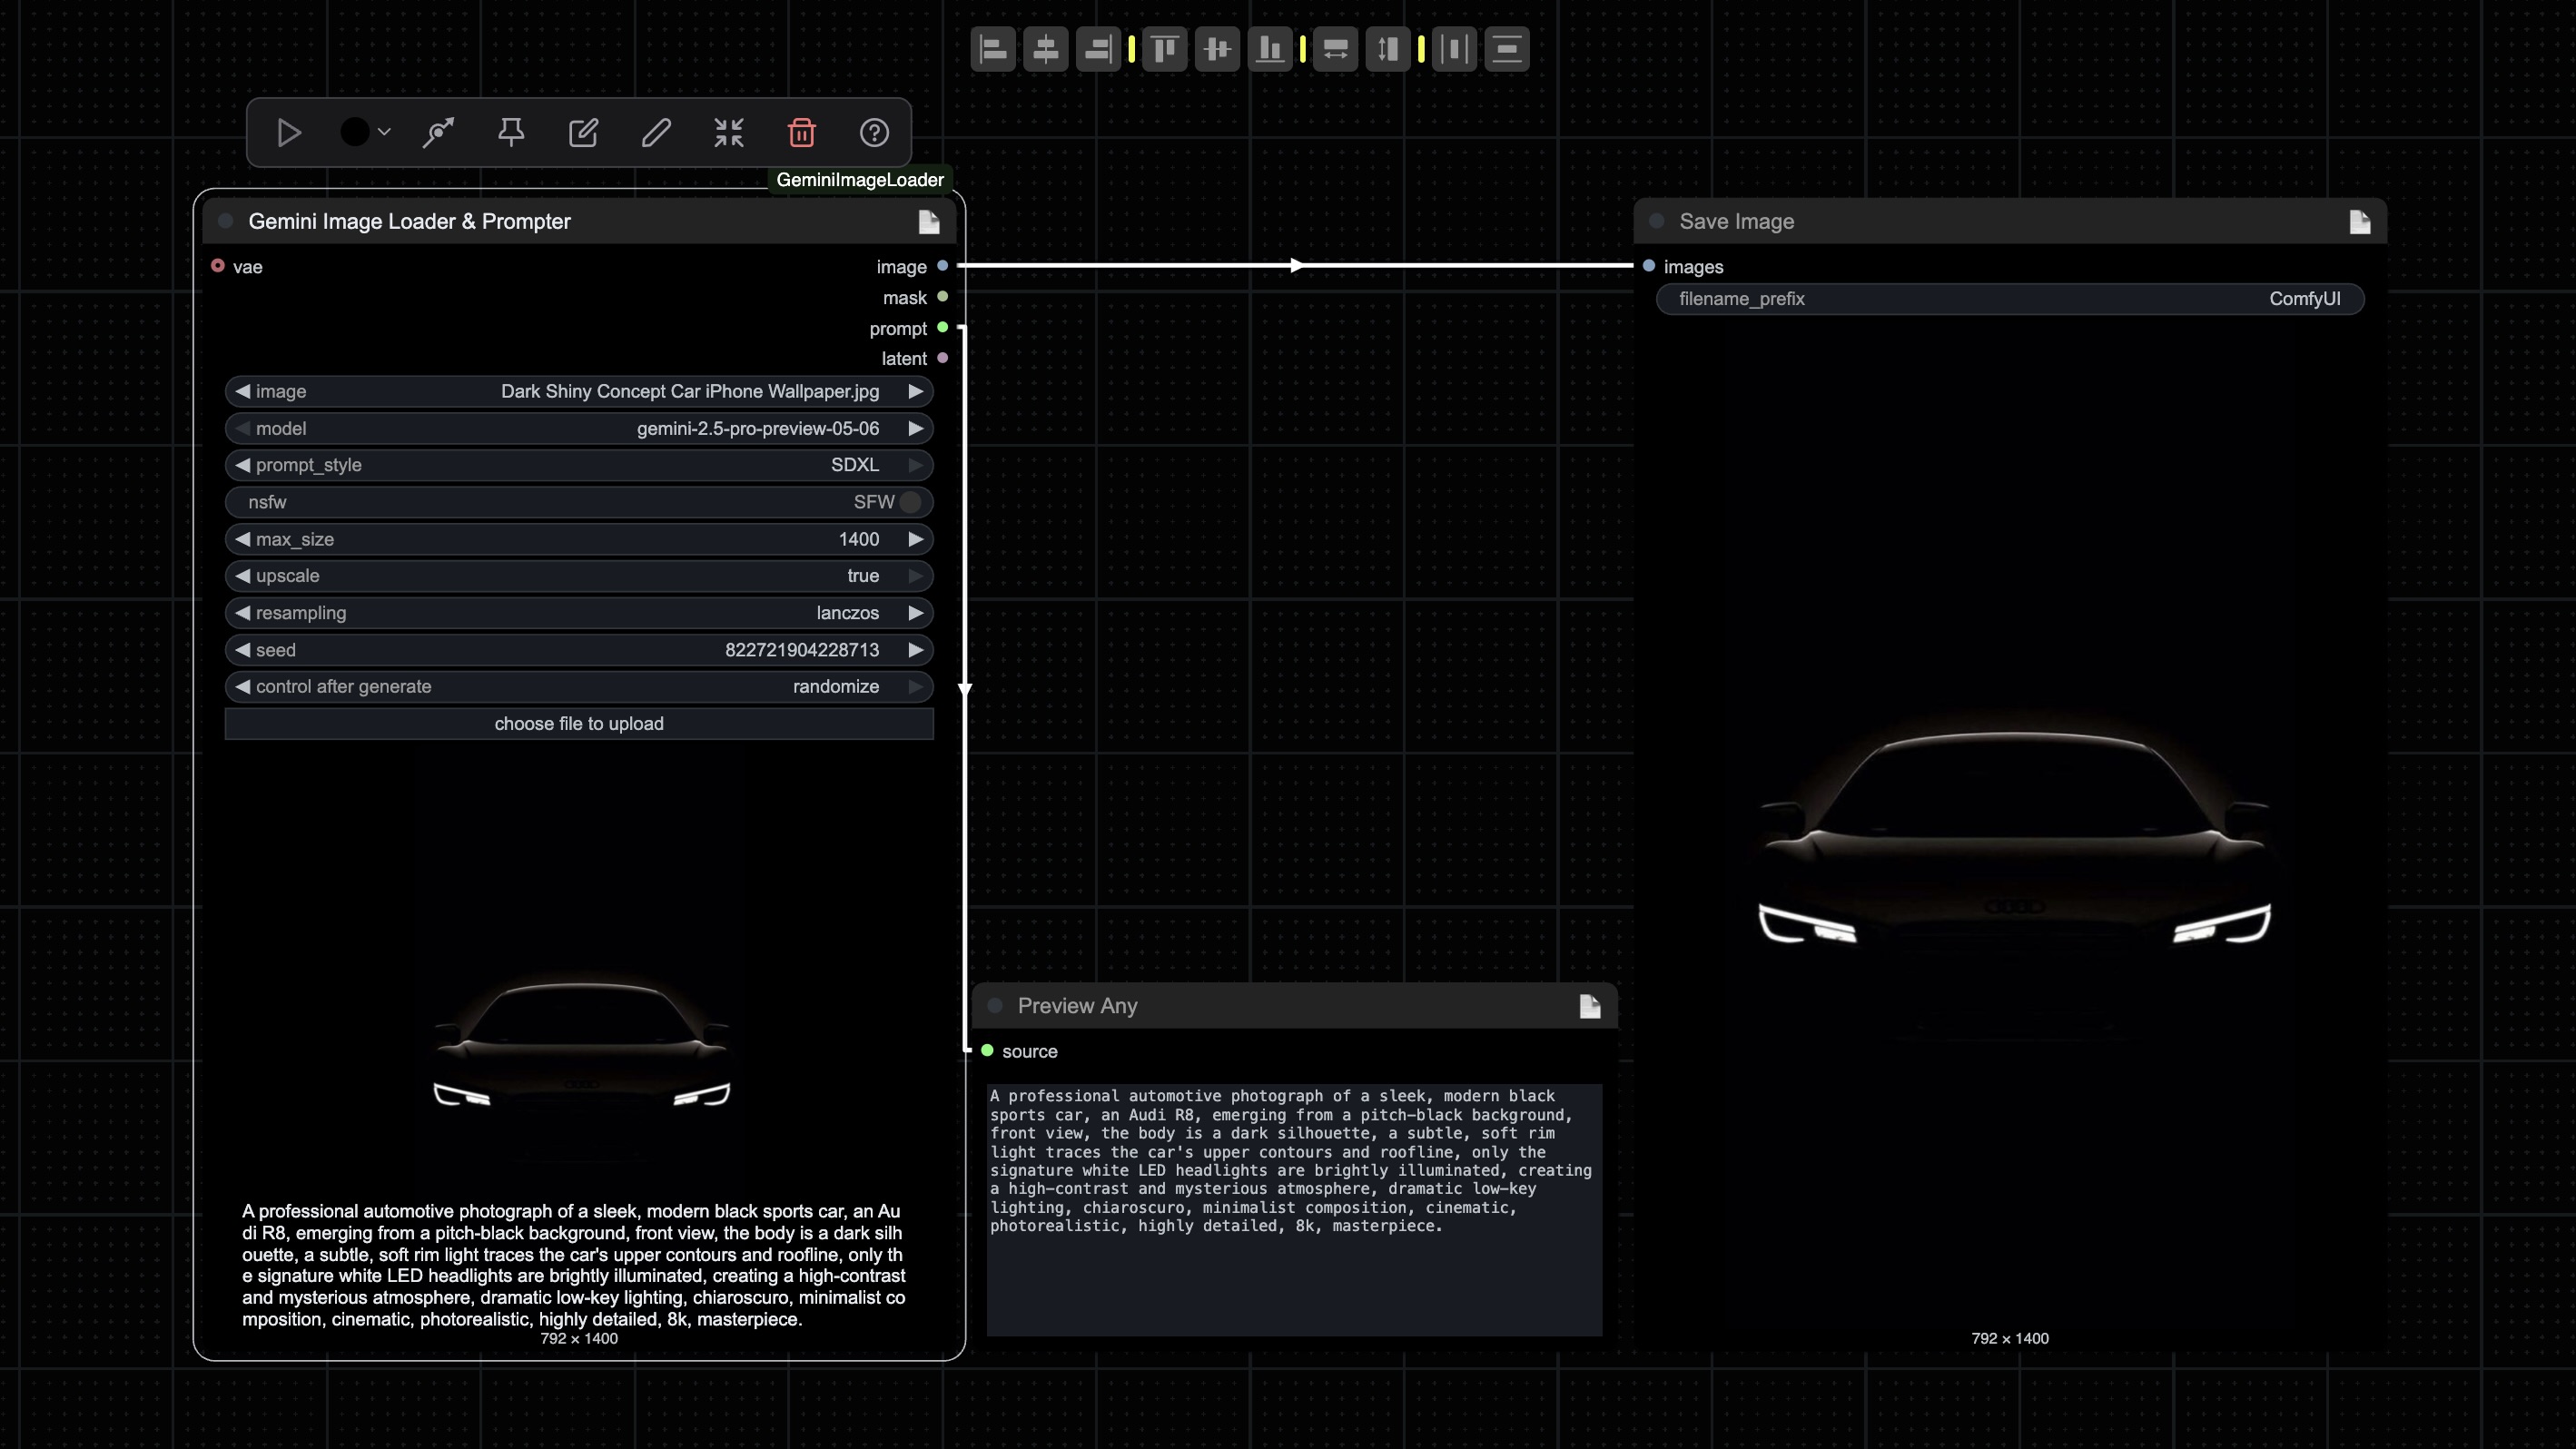 GeminiImageLoader
Gemini Image Loader & Prompter
vae
image
mask
prompt
latent
image Dark Shiny Concept Car iPhone Wallpaper.jpg
model gemini-2.5-pro-preview-05-06
prompt_style SDXL
nsfw SFW
max_size 1400
upscale true
resampling lanczos
seed 822721904228713
control after generate randomize
choose file to upload
A professional automotive photograph of a sleek, modern black sports car, an Au
di R8, emerging from a pitch-black background, front view, the body is a dark silh
ouette, a subtle, soft rim light traces the car's upper contours and roofline, only th
e signature white LED headlights are brightly illuminated, creating a high-contrast
and mysterious atmosphere, dramatic low-key lighting, chiaroscuro, minimalist co
mposition, cinematic, photorealistic, highly detailed, 8k, masterpiece.
792 × 1400
Preview Any
source
A professional automotive photograph of a sleek, modern black
sports car, an Audi R8, emerging from a pitch-black background,
front view, the body is a dark silhouette, a subtle, soft rim
light traces the car's upper contours and roofline, only the
signature white LED headlights are brightly illuminated, creating
a high-contrast and mysterious atmosphere, dramatic low-key
lighting, chiaroscuro, minimalist composition, cinematic,
photorealistic, highly detailed, 8k, masterpiece.
Save Image
images
filename_prefix ComfyUI
792 × 1400